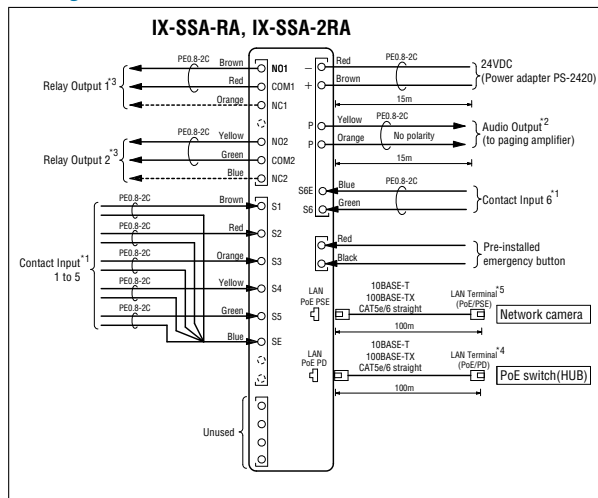 IX-SSA-RA, IX-SSA-2RA
Relay Output 1*3
PE0.8-2C
Brown
NO1
Red
COM1
Orange
NC1
Relay Output 2*3
PE0.8-2C
Yellow
NO2
Green
COM2
Blue
NC2
Contact Input*1
1 to 5
PE0.8-2C
Brown
S1
PE0.8-2C
Red
S2
PE0.8-2C
Orange
S3
PE0.8-2C
Yellow
S4
PE0.8-2C
Green
S5
Blue
SE
Unused
−
Red
PE0.8-2C
+
Brown
24VDC
(Power adapter PS-2420)
15m
P
Yellow
PE0.8-2C
P
Orange
No polarity
Audio Output*2
(to paging amplifier)
15m
S6E
Blue
PE0.8-2C
S6
Green
Contact Input 6*1
Red
Black
Pre-installed
emergency button
LAN
PoE PSE
10BASE-T
100BASE-TX
CAT5e/6 straight
LAN Terminal*5
(PoE/PSE)
Network camera
100m
LAN
PoE PD
10BASE-T
100BASE-TX
CAT5e/6 straight
LAN Terminal*4
(PoE/PD)
PoE switch(HUB)
100m